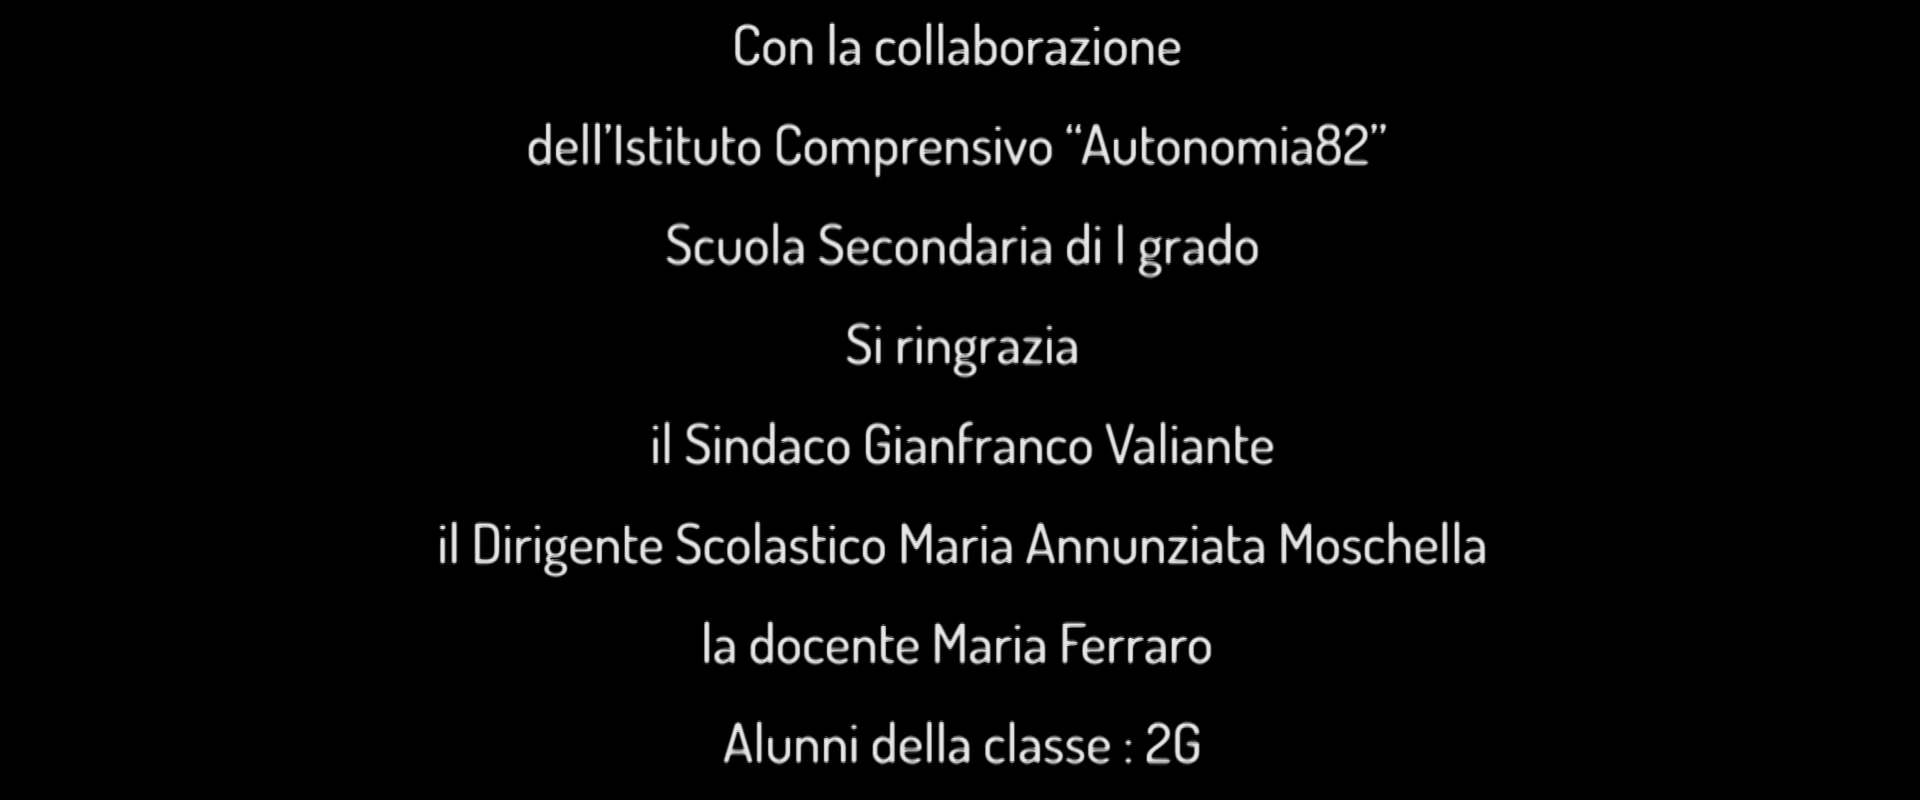 Con la collaborazione
dell’Istituto Comprensivo “Autonomia82”
Scuola Secondaria di I grado
Si ringrazia
il Sindaco Gianfranco Valiante
il Dirigente Scolastico Maria Annunziata Moschella
la docente Maria Ferraro
Alunni della classe : 2G